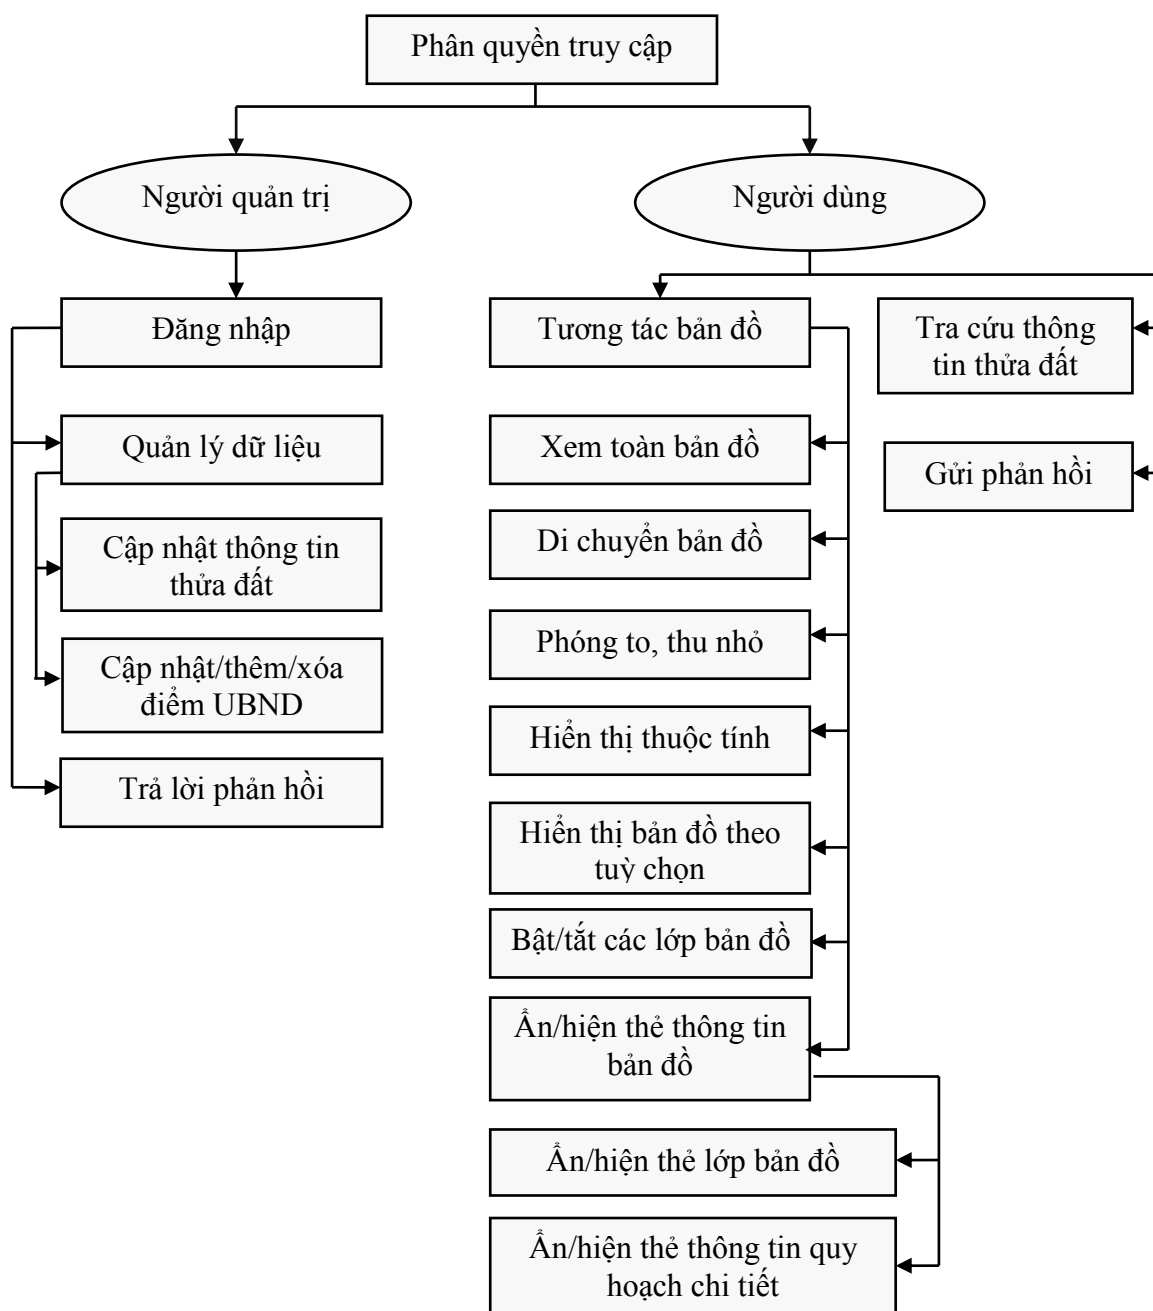 Phân quyền truy cập
Người quản trị
Người dùng
Đăng nhập
Quản lý dữ liệu
Cập nhật thông tin
thửa đất
Cập nhật/thêm/xóa
điểm UBND
Trả lời phản hồi
Tương tác bản đồ
Xem toàn bản đồ
Di chuyển bản đồ
Phóng to, thu nhỏ
Hiển thị thuộc tính
Hiển thị bản đồ theo
tuỳ chọn
Bật/tắt các lớp bản đồ
Ẩn/hiện thẻ thông tin
bản đồ
Ẩn/hiện thẻ lớp bản đồ
Ẩn/hiện thẻ thông tin quy
hoạch chi tiết
Tra cứu thông
tin thửa đất
Gửi phản hồi